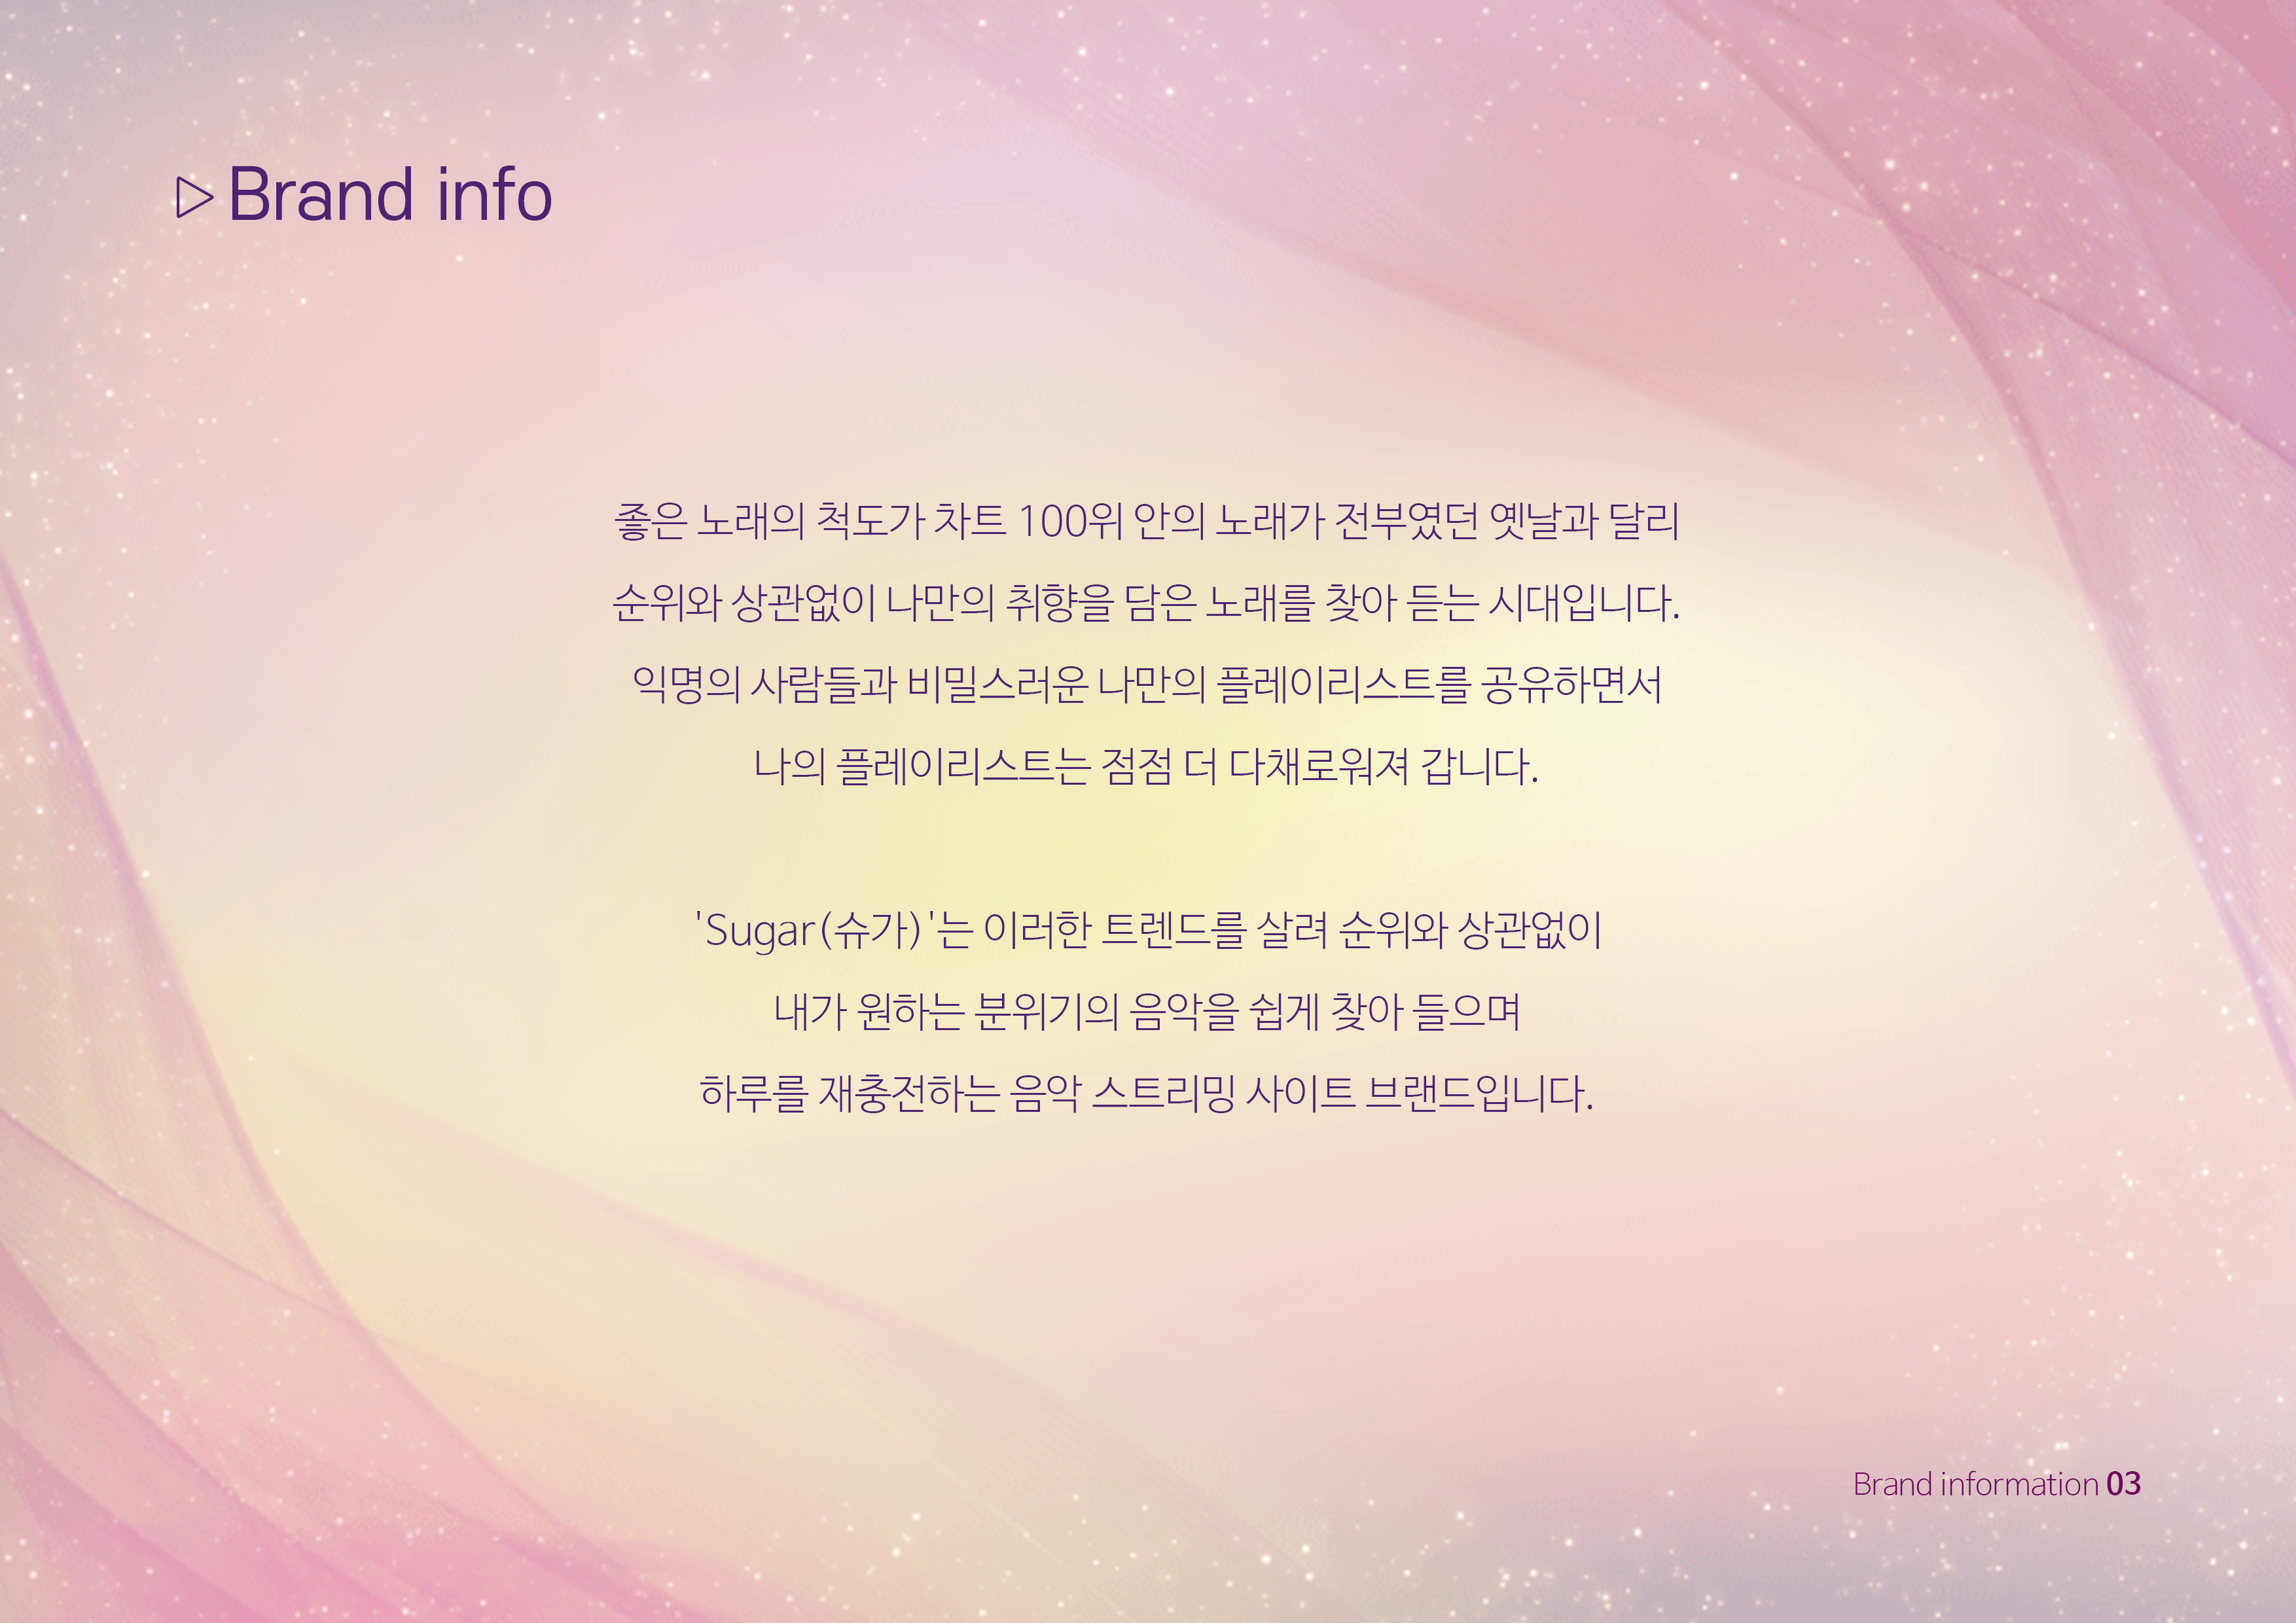 ▷Brand info
좋은 노래의 척도가 차트 100위 안의 노래가 전부였던 옛날과 달리
순위와 상관없이 나만의 취향을 담은 노래를 찾아 듣는 시대입니다.
익명의 사람들과 비밀스러운 나만의 플레이리스트를 공유하면서
나의 플레이리스트는 점점 더 다채로워져 갑니다.
'Sugar(슈가)'는 이러한 트렌드를 살려 순위와 상관없이
내가 원하는 분위기의 음악을 쉽게 찾아 들으며
하루를 재충전하는 음악 스트리밍 사이트 브랜드입니다.
Brand information 03